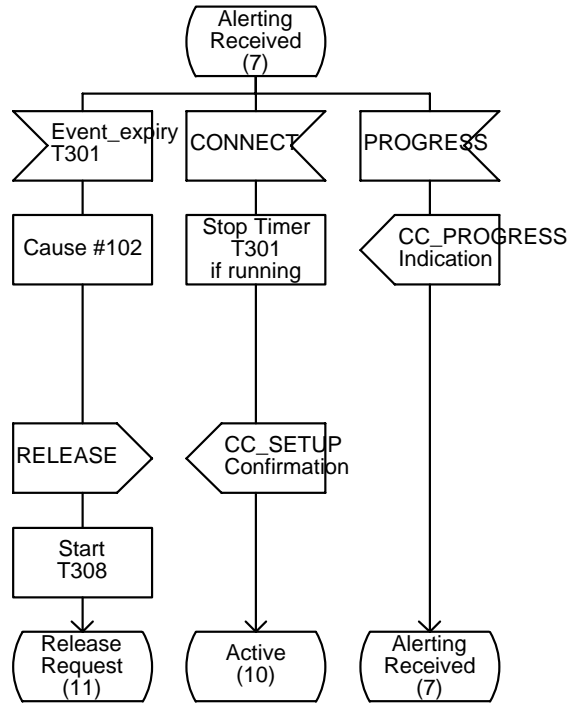 Alerting
Received
(7)
Event_expiry
T301
CONNECT
PROGRESS
Cause #102
Stop Timer
T301
if running
CC_PROGRESS
Indication
RELEASE
CC_SETUP
Confirmation
Start
T308
Release
Request
(11)
Active
(10)
Alerting
Received
(7)